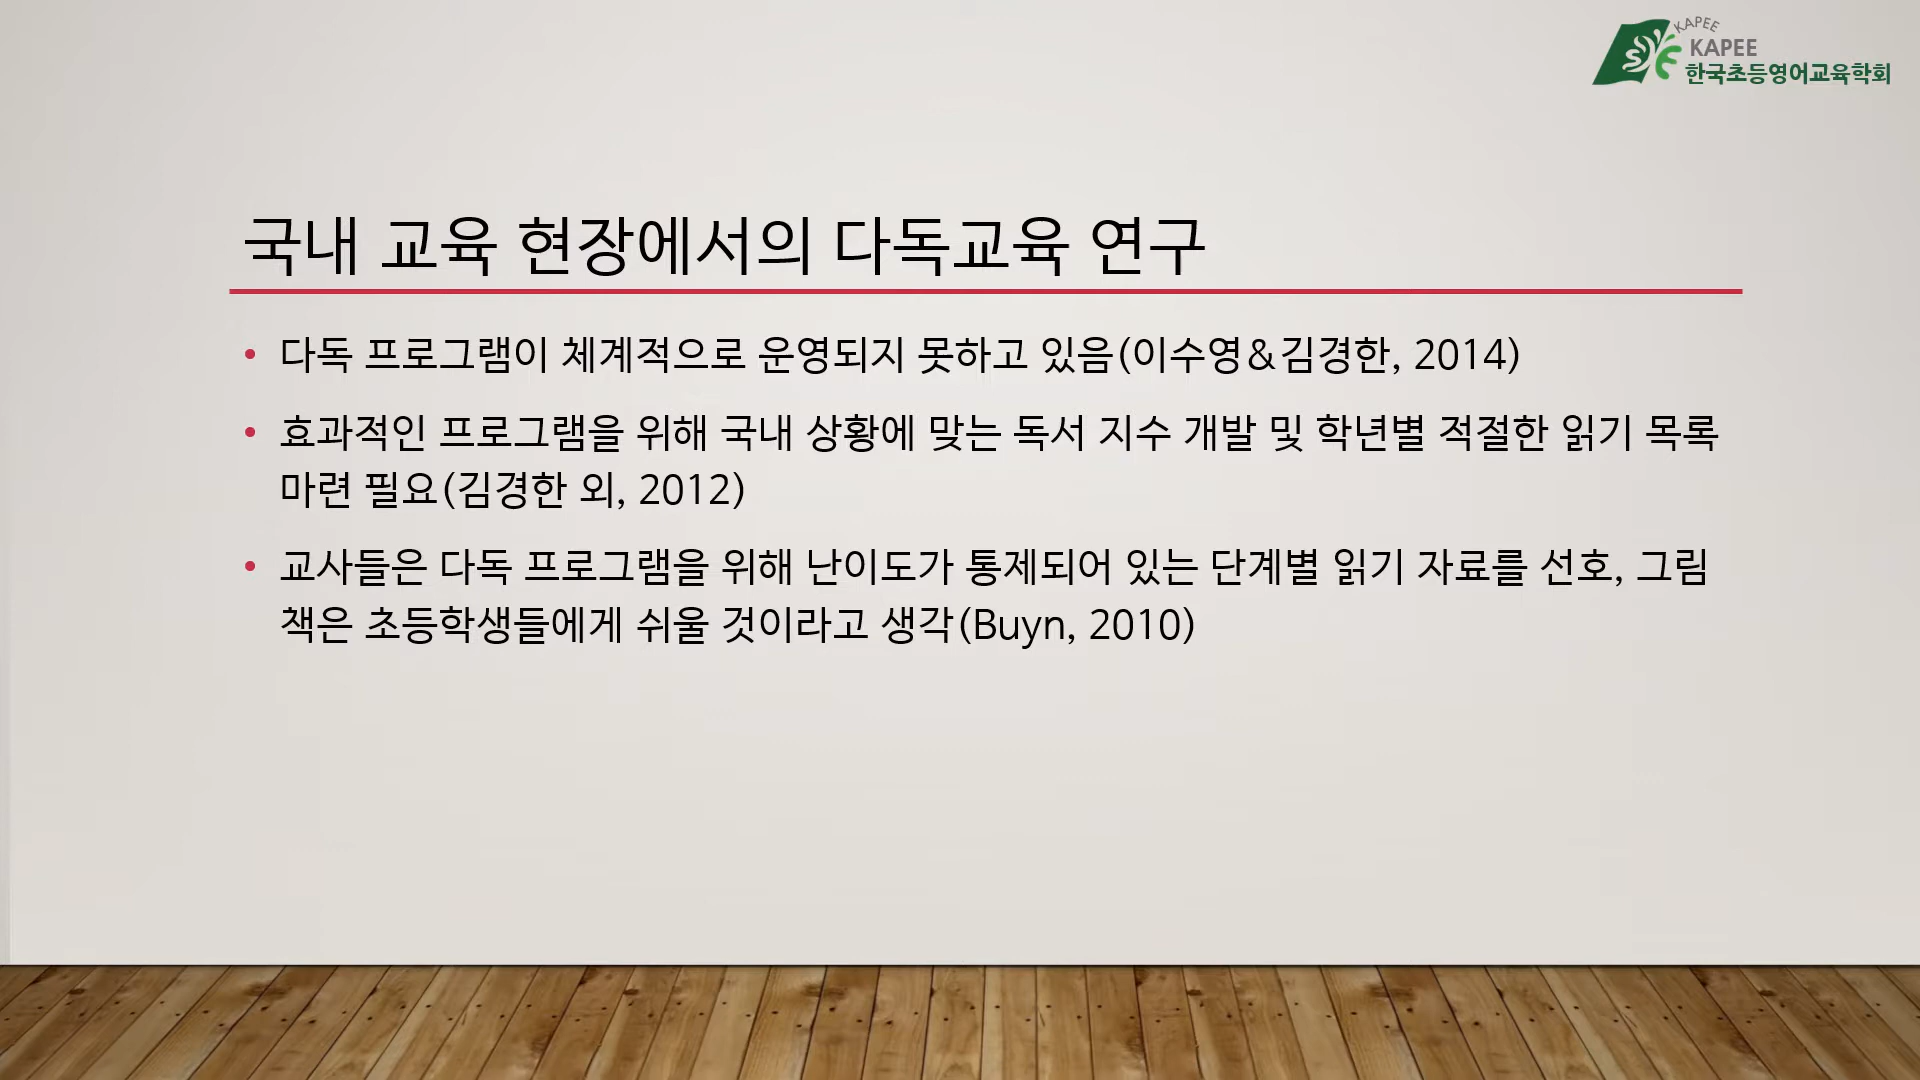 KAPEE
KAPEE
한국초등영어교육학회
국내 교육 현장에서의 다독교육 연구
• 다독 프로그램이 체계적으로 운영되지 못하고 있음(이수영&김경한, 2014)
• 효과적인 프로그램을 위해 국내 상황에 맞는 독서 지수 개발 및 학년별 적절한 읽기 목록
마련 필요(김경한 외, 2012)
• 교사들은 다독 프로그램을 위해 난이도가 통제되어 있는 단계별 읽기 자료를 선호, 그림
책은 초등학생들에게 쉬울 것이라고 생각(Buyn, 2010)